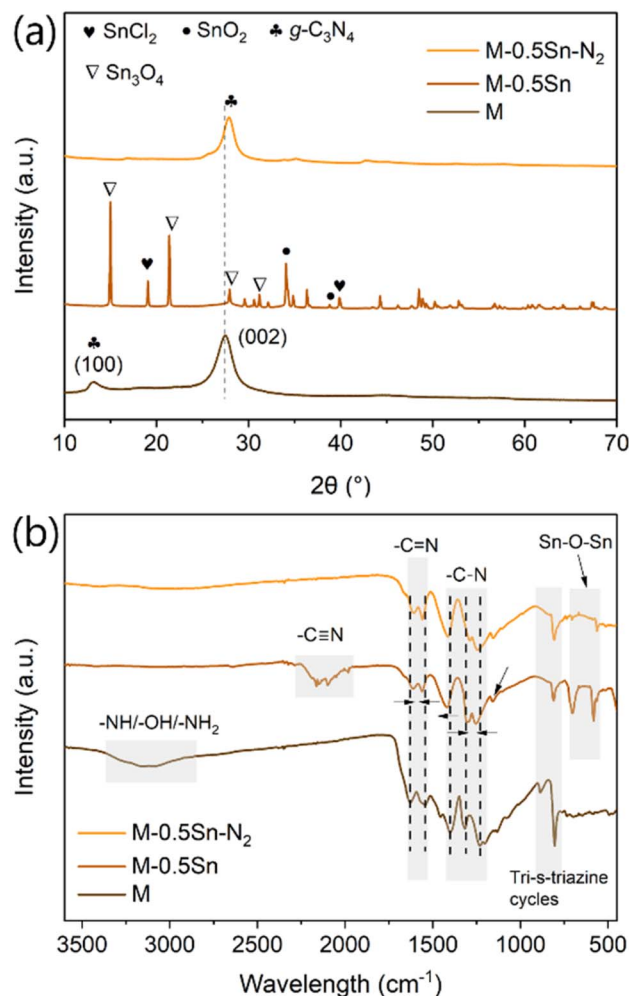 (a)
♥ SnCl₂ ● SnO₂ ♣ g-C₃N₄
▽ Sn₃O₄
M-0.5Sn-N₂
M-0.5Sn
M
♣
▽
▽
♥
▽
▽
●
●
♥
♣
(100)
(002)
Intensity (a.u.)
10 20 30 40 50 60 70
2θ (°)
(b)
-C=N
-C-N
Sn-O-Sn
-C≡N
-NH/-OH/-NH₂
M-0.5Sn-N₂
M-0.5Sn
M
Tri-s-triazine
cycles
Intensity (a.u.)
3500 3000 2500 2000 1500 1000 500
Wavelength (cm⁻¹)